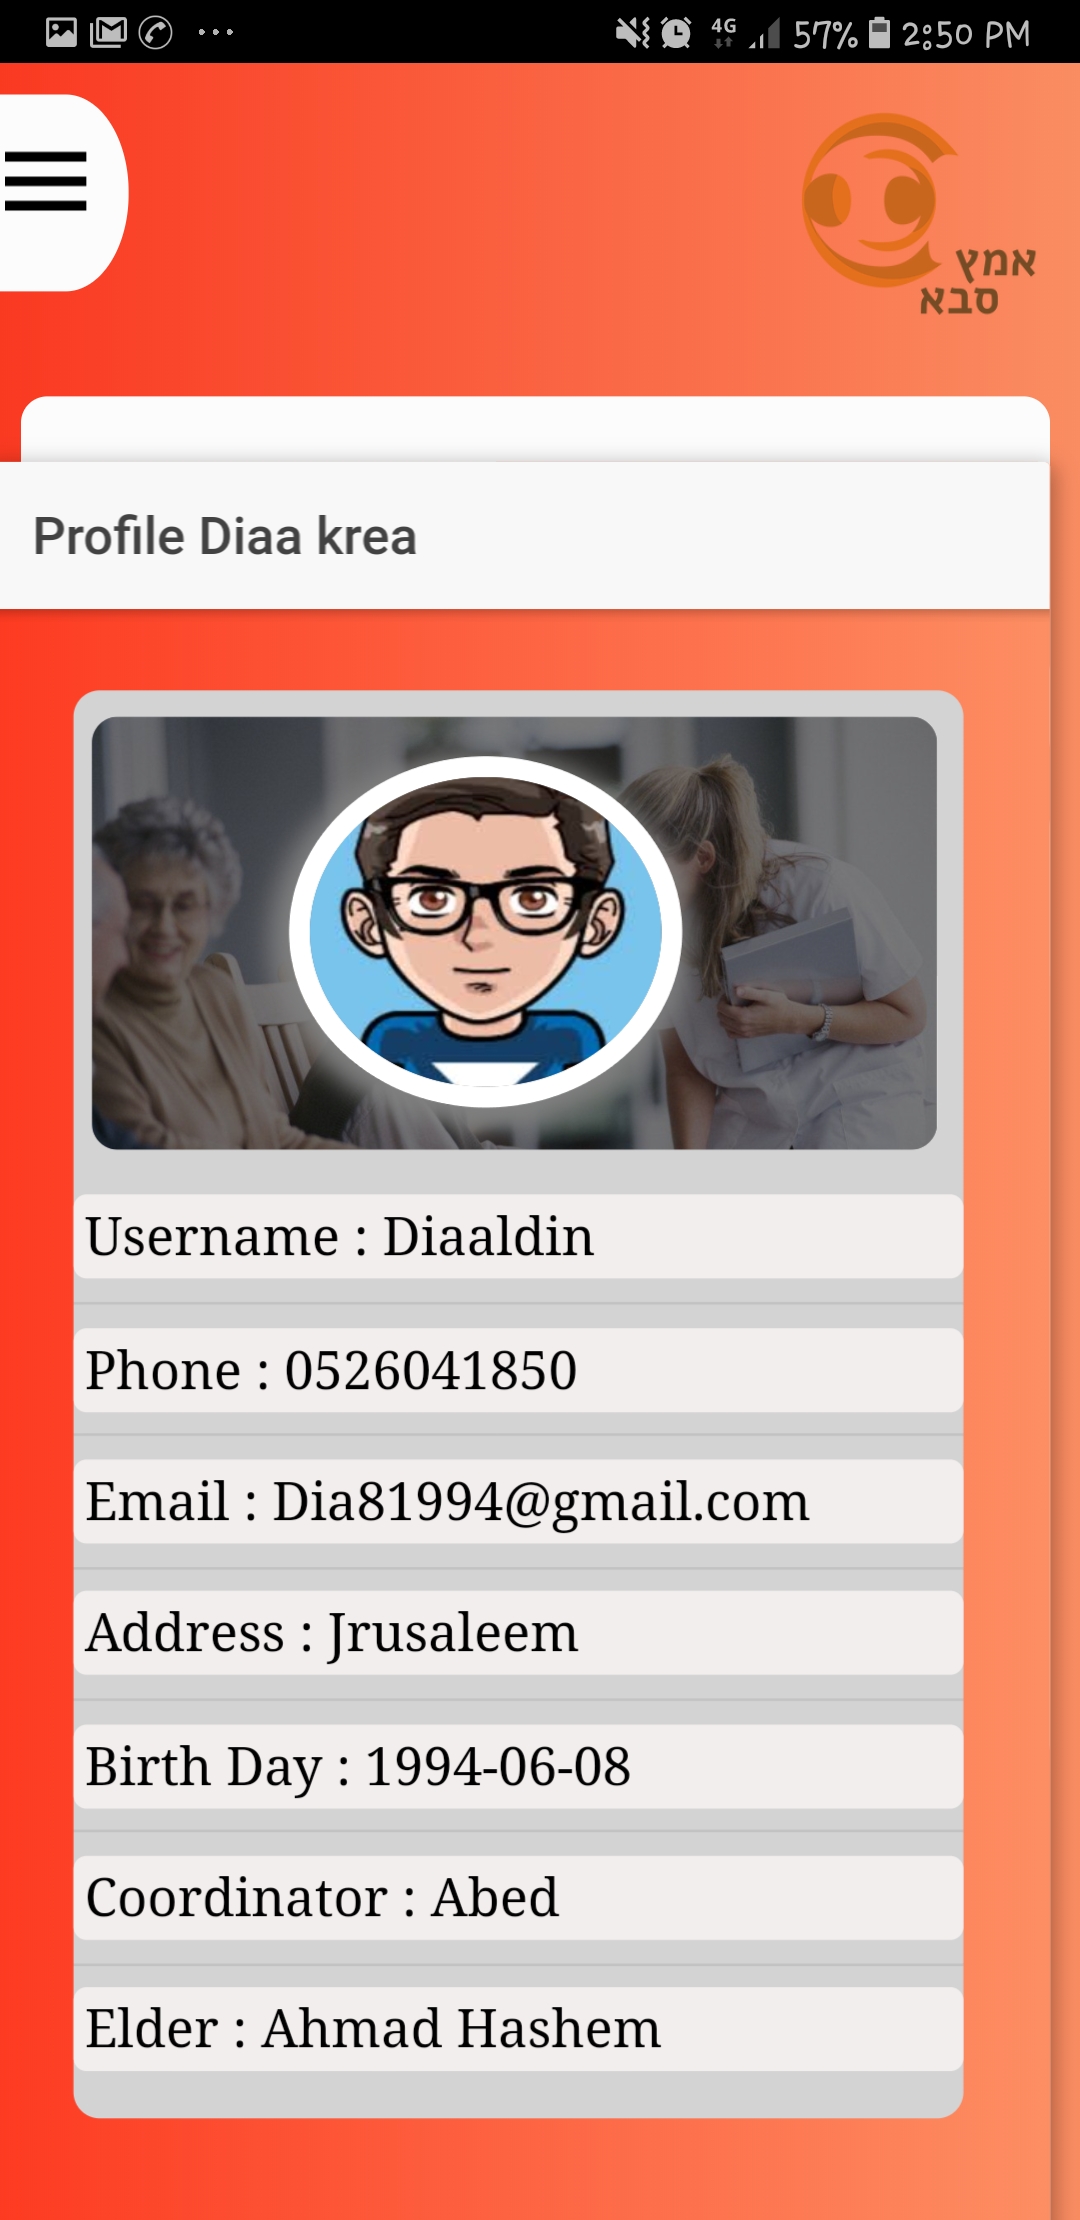 4G 57% 2:50 PM
אמץ
סבא
Profile Diaa krea
Username : Diaaldin
Phone : 0526041850
Email : Dia81994@gmail.com
Address : Jrusaleem
Birth Day : 1994-06-08
Coordinator : Abed
Elder : Ahmad Hashem